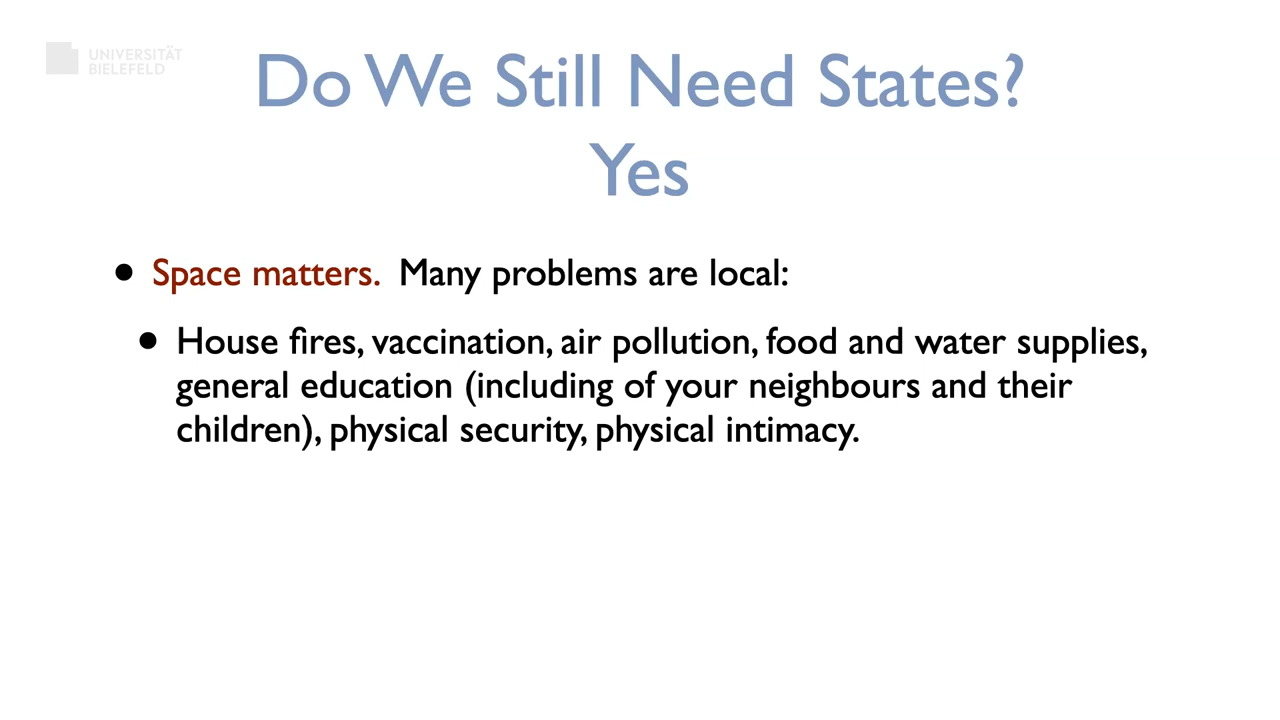 UNIVERSITÄT
BIELEFELD
Do We Still Need States?
Yes
• Space matters. Many problems are local:
• House fires, vaccination, air pollution, food and water supplies,
general education (including of your neighbours and their
children), physical security, physical intimacy.